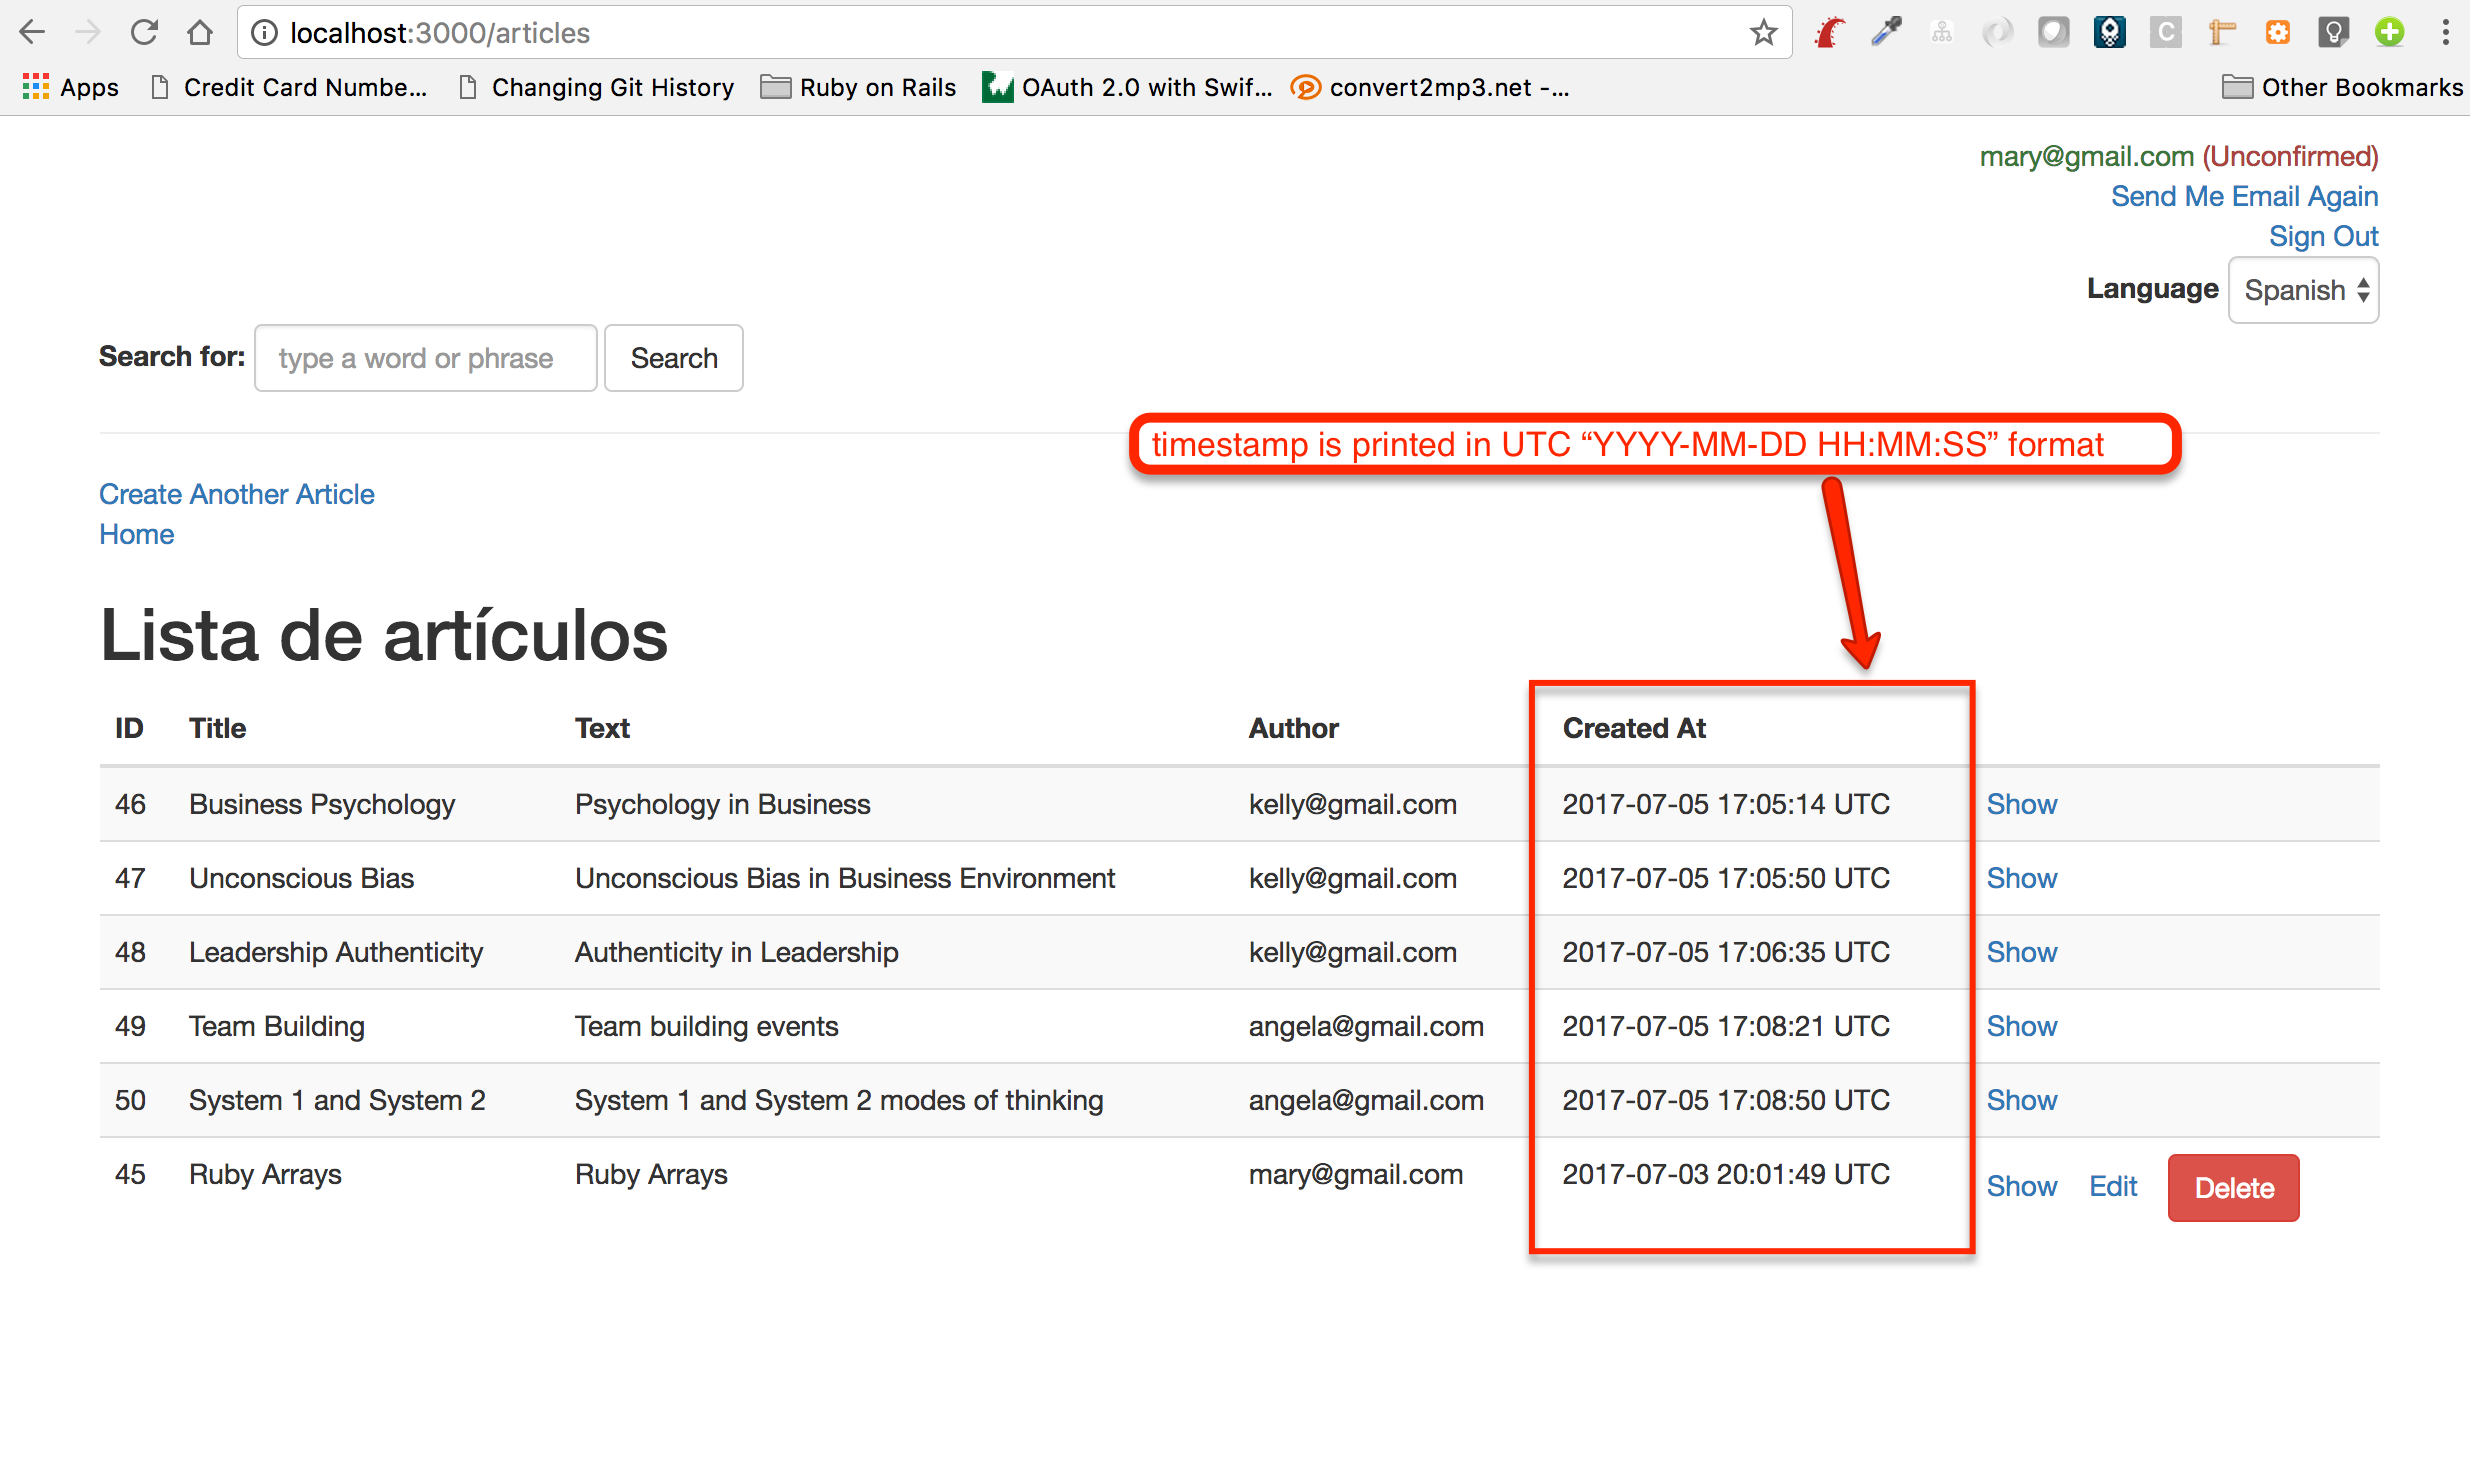 localhost:3000/articles
Apps Credit Card Numbe... Changing Git History Ruby on Rails OAuth 2.0 with Swif... convert2mp3.net -... Other Bookmarks
mary@gmail.com (Unconfirmed)
Send Me Email Again
Sign Out
Language Spanish
Search for: type a word or phrase Search
timestamp is printed in UTC “YYYY-MM-DD HH:MM:SS” format
Create Another Article
Home
Lista de artículos
ID Title Text Author Created At
46 Business Psychology Psychology in Business kelly@gmail.com 2017-07-05 17:05:14 UTC Show
47 Unconscious Bias Unconscious Bias in Business Environment kelly@gmail.com 2017-07-05 17:05:50 UTC Show
48 Leadership Authenticity Authenticity in Leadership kelly@gmail.com 2017-07-05 17:06:35 UTC Show
49 Team Building Team building events angela@gmail.com 2017-07-05 17:08:21 UTC Show
50 System 1 and System 2 System 1 and System 2 modes of thinking angela@gmail.com 2017-07-05 17:08:50 UTC Show
45 Ruby Arrays Ruby Arrays mary@gmail.com 2017-07-03 20:01:49 UTC Show Edit Delete